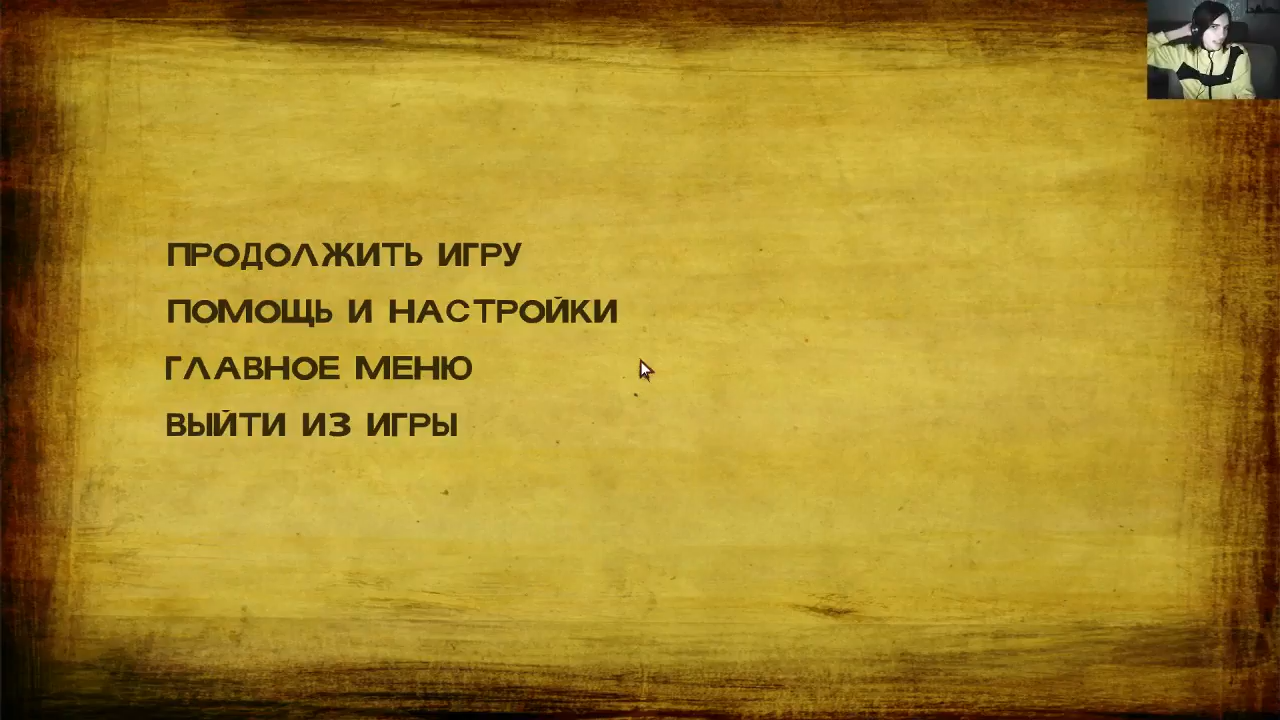 ПРОДОЛЖИТЬ ИГРУ
ПОМОЩЬ И НАСТРОЙКИ
ГЛАВНОЕ МЕНЮ
ВЫЙТИ ИЗ ИГРЫ